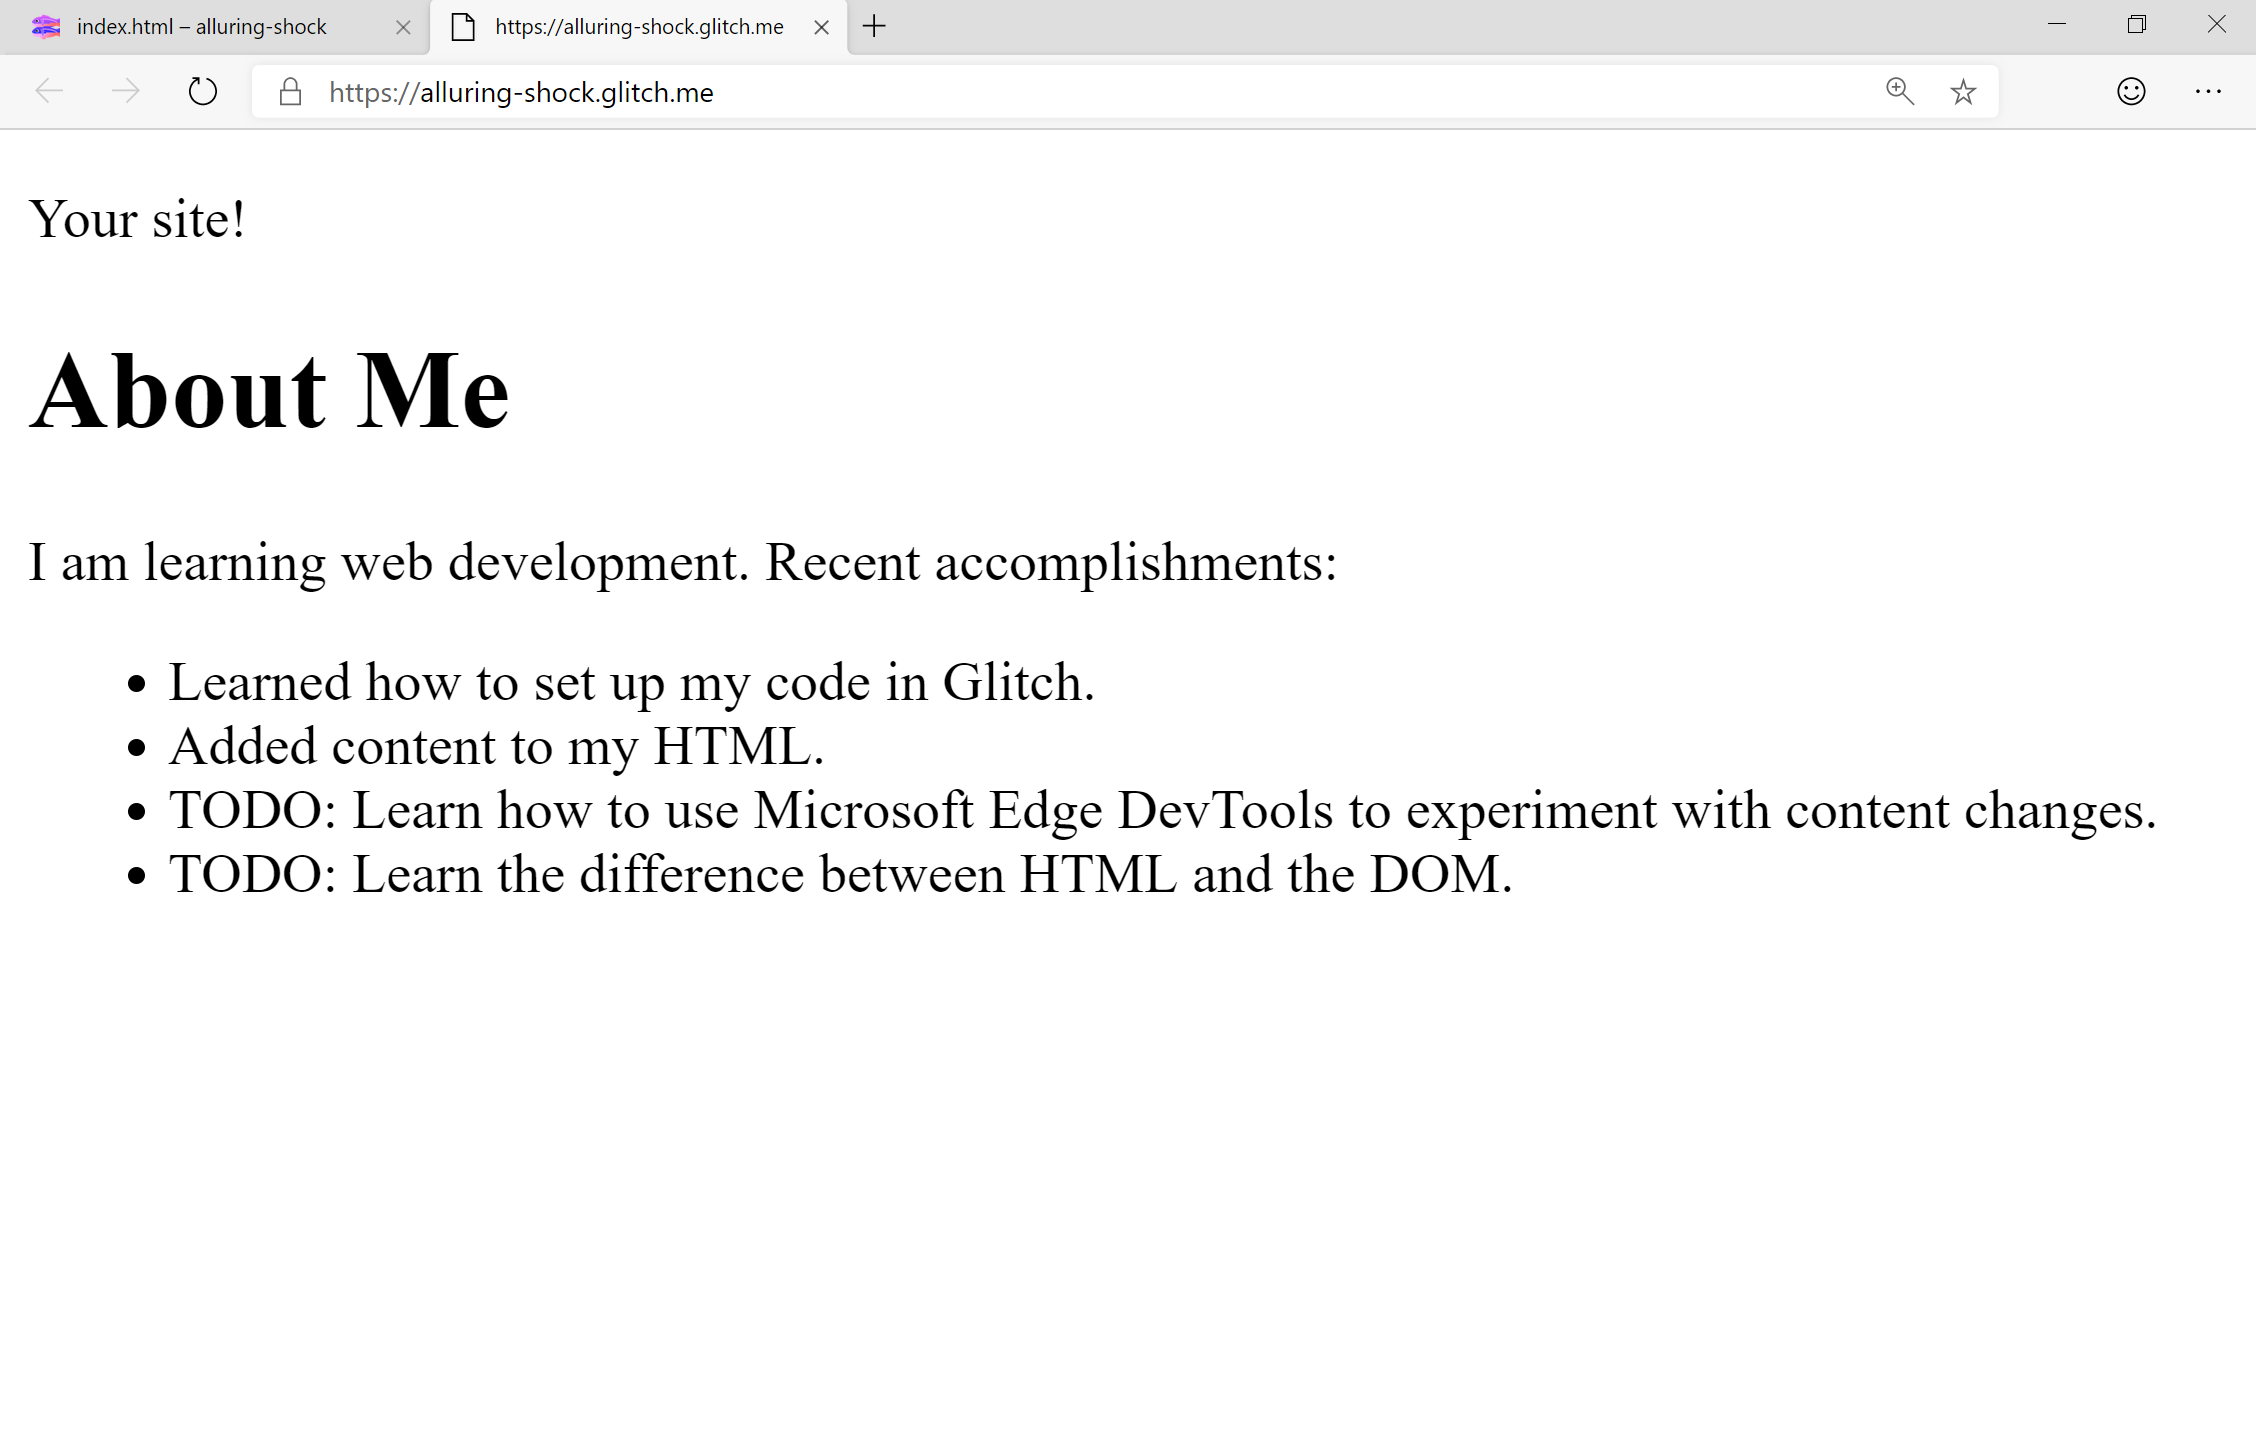 index.html – alluring-shock
https://alluring-shock.glitch.me
https://alluring-shock.glitch.me
Your site!
About Me
I am learning web development. Recent accomplishments:
• Learned how to set up my code in Glitch.
• Added content to my HTML.
• TODO: Learn how to use Microsoft Edge DevTools to experiment with content changes.
• TODO: Learn the difference between HTML and the DOM.